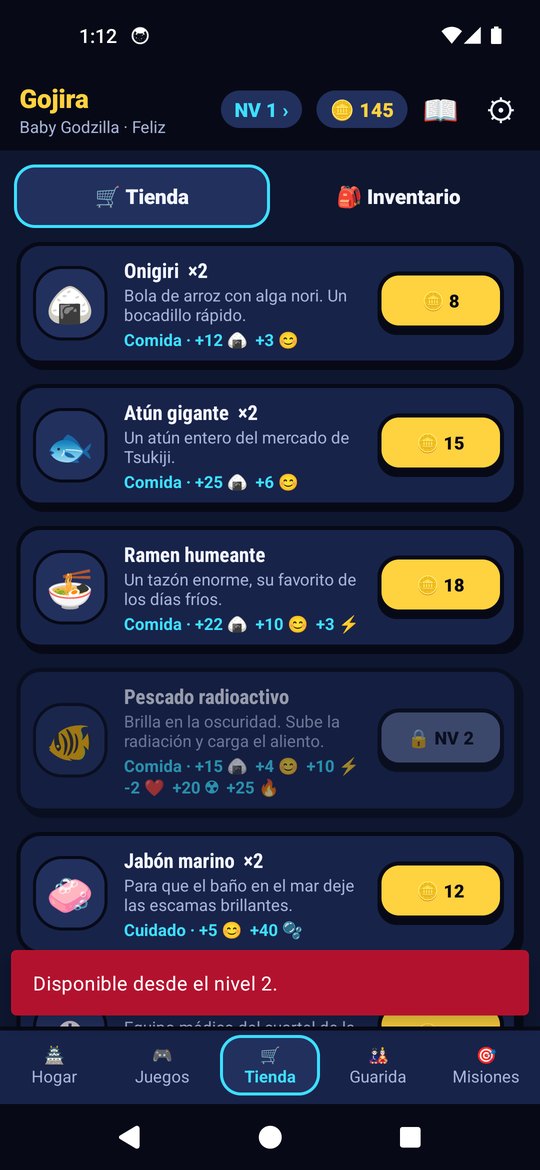 1:12
Gojira
Baby Godzilla · Feliz
NV 1 ›
145
Tienda
Inventario
Onigiri ×2
Bola de arroz con alga nori. Un
bocadillo rápido.
Comida · +12 🍙 +3 😊
8
Atún gigante ×2
Un atún entero del mercado de
Tsukiji.
Comida · +25 🍙 +6 😊
15
Ramen humeante
Un tazón enorme, su favorito de
los días fríos.
Comida · +22 🍙 +10 😊 +3 ⚡
18
Pescado radioactivo
Brilla en la oscuridad. Sube la
radiación y carga el aliento.
Comida · +15 🍙 +4 😊 +10 ⚡
-2 ❤️ +20 ☢ +25 🔥
NV 2
Jabón marino ×2
Para que el baño en el mar deje
las escamas brillantes.
Cuidado · +5 😊 +40 🫧
12
Disponible desde el nivel 2.
Hogar
Juegos
Tienda
Guarida
Misiones